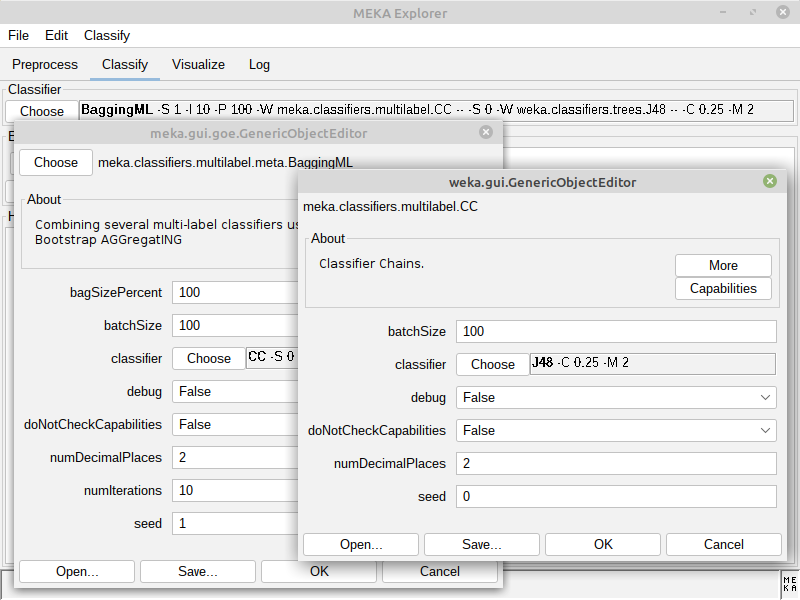 MEKA Explorer
File Edit Classify
Preprocess Classify Visualize Log
Classifier
Choose BaggingML -S 1 -I 10 -P 100 -W meka.classifiers.multilabel.CC -- -S 0 -W weka.classifiers.trees.J48 -- -C 0.25 -M 2
meka.gui.goe.GenericObjectEditor
Choose meka.classifiers.multilabel.meta.BaggingML
About
Combining several multi-label classifiers us
Bootstrap AGGregatING
bagSizePercent 100
batchSize 100
classifier Choose CC -S 0
debug False
doNotCheckCapabilities False
numDecimalPlaces 2
numIterations 10
seed 1
Open... Save... OK Cancel
weka.gui.GenericObjectEditor
meka.classifiers.multilabel.CC
About
Classifier Chains.
More
Capabilities
batchSize 100
classifier Choose J48 -C 0.25 -M 2
debug False
doNotCheckCapabilities False
numDecimalPlaces 2
seed 0
Open... Save... OK Cancel
ME
KA